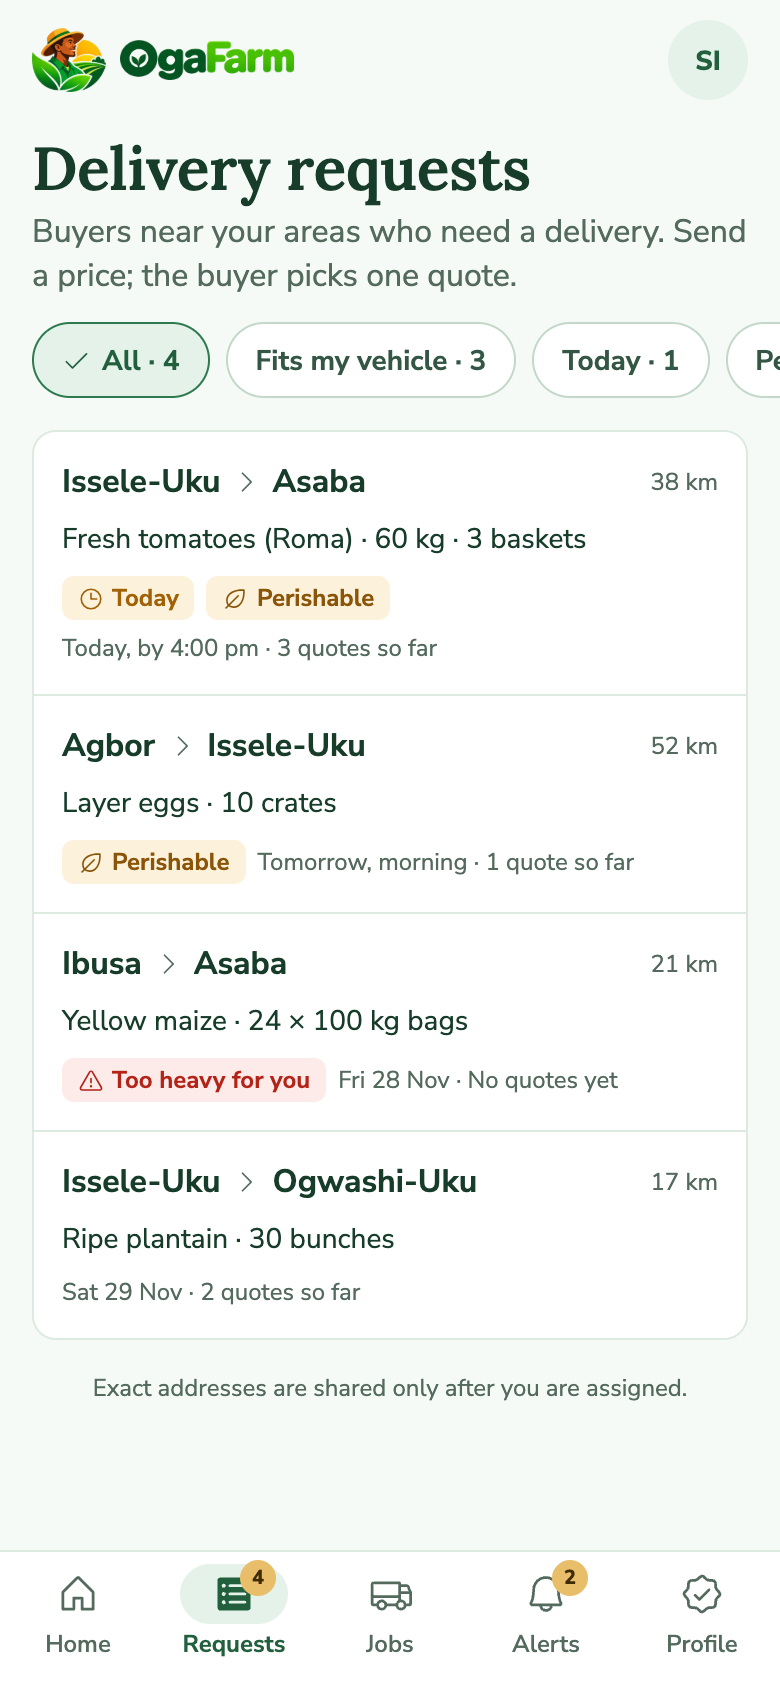 OgaFarm
SI
Delivery requests
Buyers near your areas who need a delivery. Send
a price; the buyer picks one quote.
All · 4
Fits my vehicle · 3
Today · 1
Issele-Uku > Asaba
38 km
Fresh tomatoes (Roma) · 60 kg · 3 baskets
Today
Perishable
Today, by 4:00 pm · 3 quotes so far
Agbor > Issele-Uku
52 km
Layer eggs · 10 crates
Perishable
Tomorrow, morning · 1 quote so far
Ibusa > Asaba
21 km
Yellow maize · 24 × 100 kg bags
Too heavy for you
Fri 28 Nov · No quotes yet
Issele-Uku > Ogwashi-Uku
17 km
Ripe plantain · 30 bunches
Sat 29 Nov · 2 quotes so far
Exact addresses are shared only after you are assigned.
4
2
Home
Requests
Jobs
Alerts
Profile